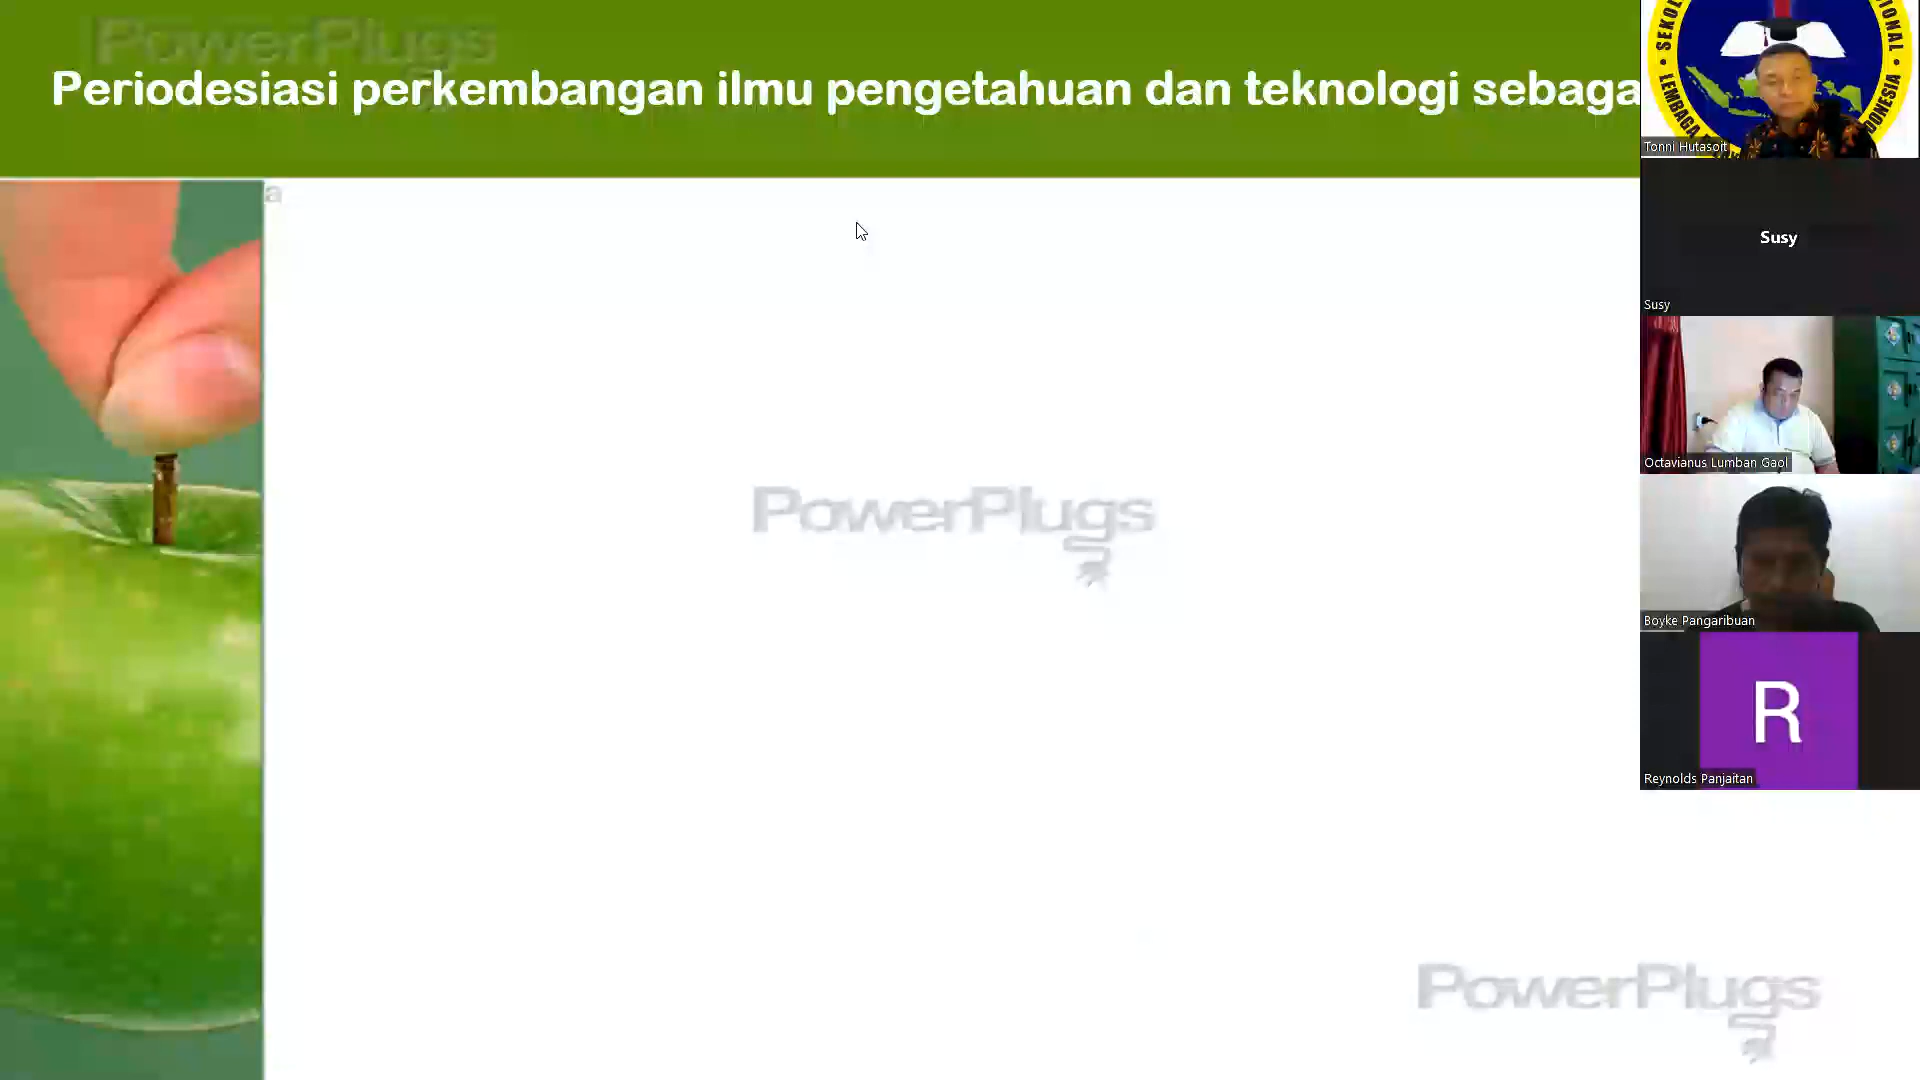 PowerPlugs
Periodesiasi perkembangan ilmu pengetahuan dan teknologi sebaga
a
PowerPlugs
PowerPlugs
LEMBAGA
Tonni Hutasoit
Susy
Susy
Octavianus Lumban Gaol
Boyke Pangaribuan
R
Reynolds Panjaitan